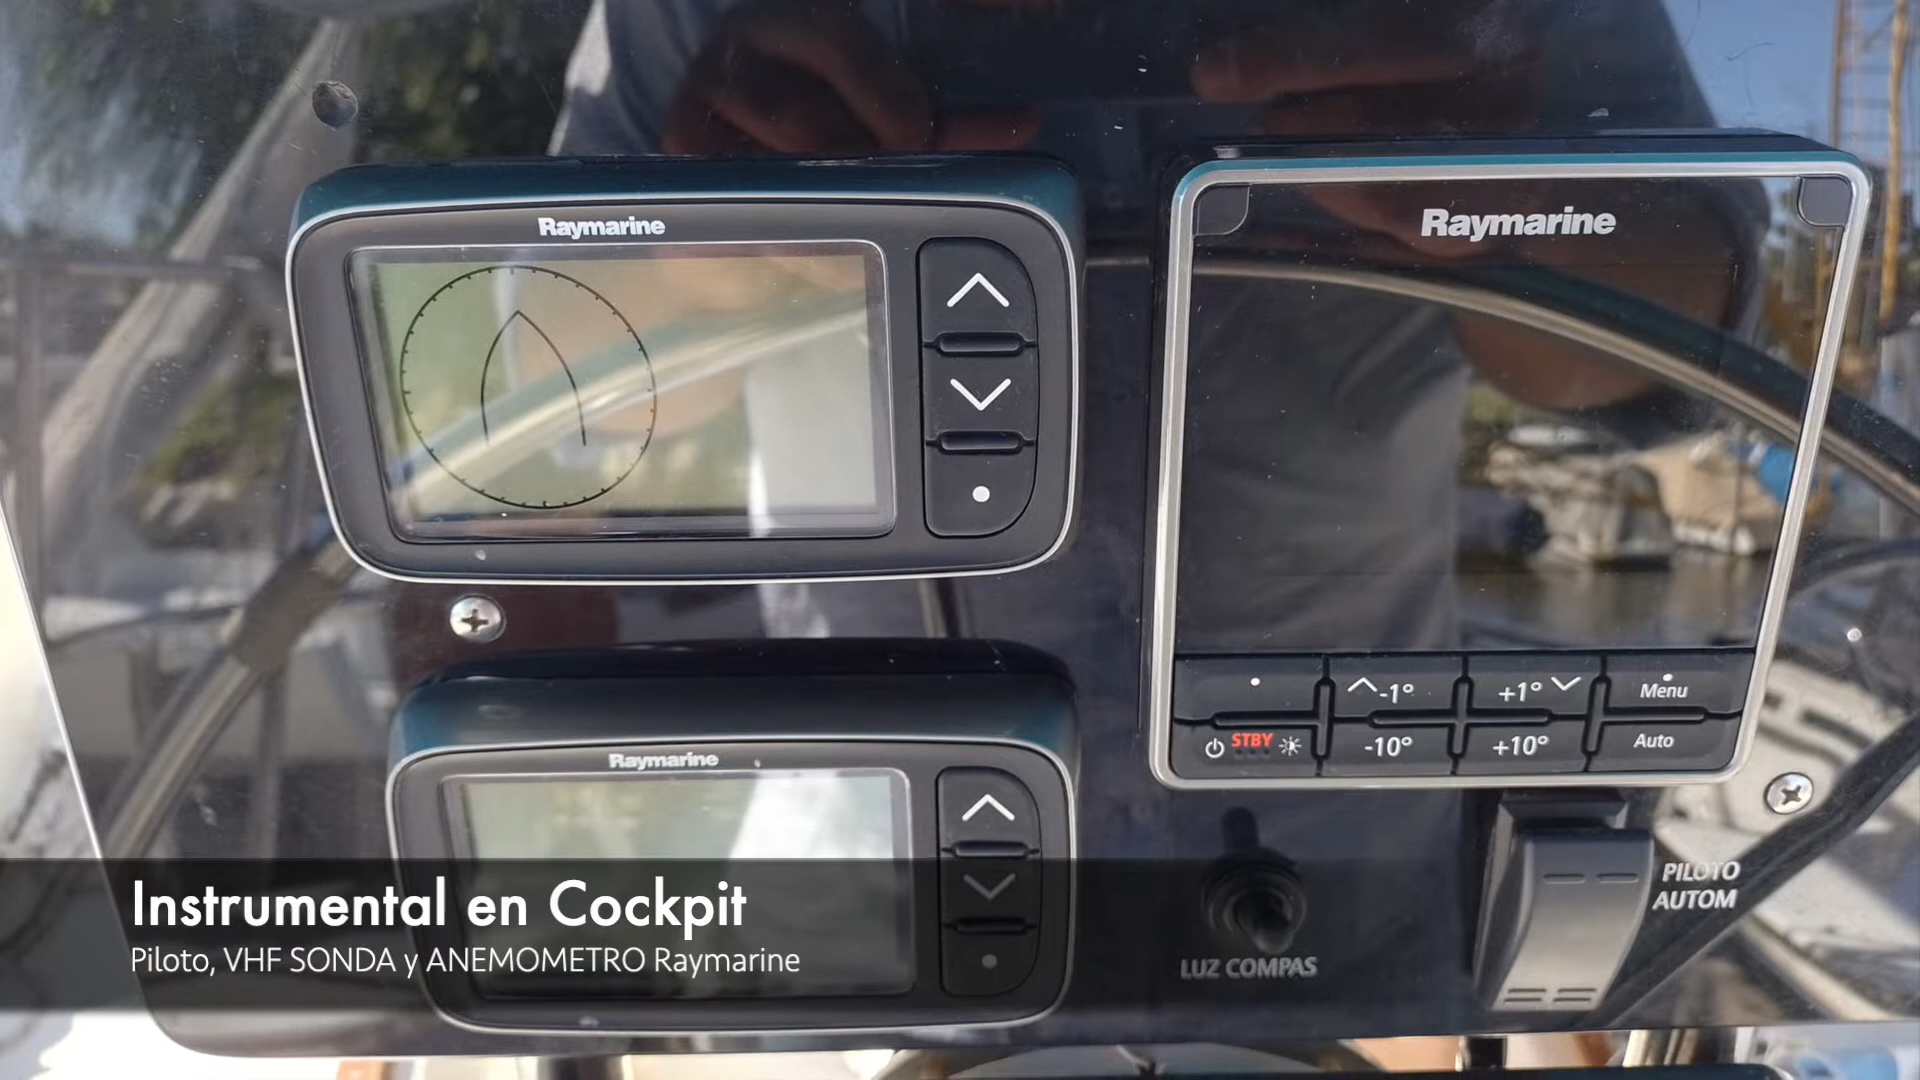 Raymarine
Raymarine
Raymarine
-1° +1° Menu
STBY -10° +10° Auto
PILOTO
AUTOM
LUZ COMPAS
Instrumental en Cockpit
Piloto, VHF SONDA y ANEMOMETRO Raymarine